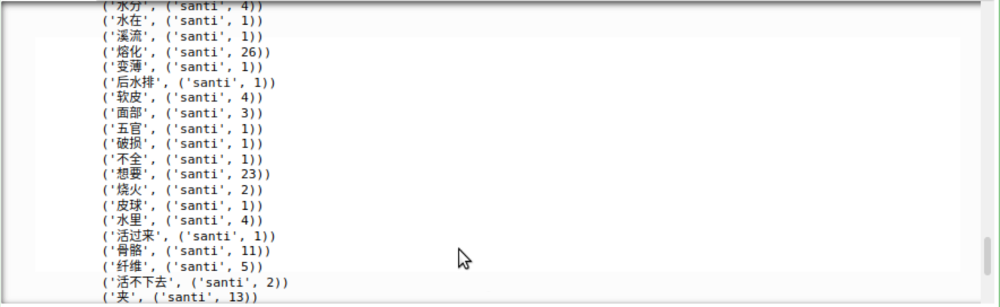 ('水分', ('santi', 4))
('水在', ('santi', 1))
('溪流', ('santi', 1))
('熔化', ('santi', 26))
('变薄', ('santi', 1))
('后水排', ('santi', 1))
('软皮', ('santi', 4))
('面部', ('santi', 3))
('五官', ('santi', 1))
('破损', ('santi', 1))
('不全', ('santi', 1))
('想要', ('santi', 23))
('烧火', ('santi', 2))
('皮球', ('santi', 1))
('水里', ('santi', 4))
('活过来', ('santi', 1))
('骨骼', ('santi', 11))
('纤维', ('santi', 5))
('活不下去', ('santi', 2))
('夹', ('santi', 13))